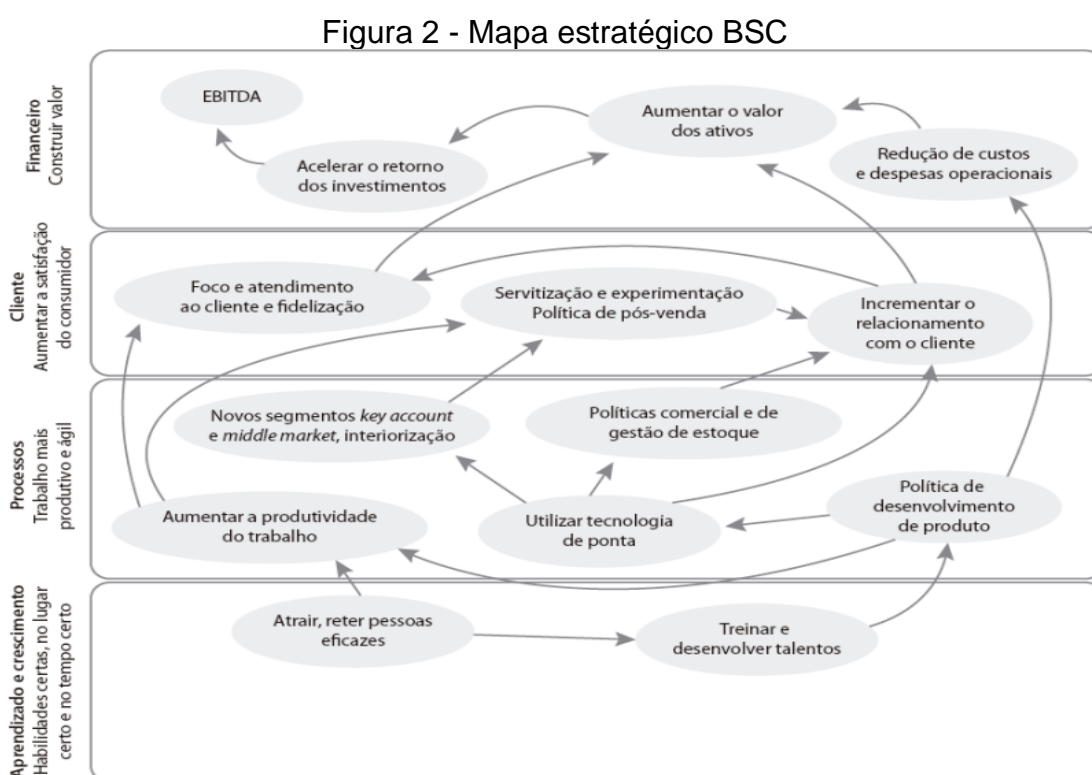 Figura 2 - Mapa estratégico BSC
Financeiro
Construir valor
EBITDA
Acelerar o retorno
dos investimentos
Aumentar o valor
dos ativos
Redução de custos
e despesas operacionais
Cliente
Aumentar a satisfação
do consumidor
Foco e atendimento
ao cliente e fidelização
Servitização e experimentação
Política de pós-venda
Incrementar o
relacionamento
com o cliente
Processos
Trabalho mais
produtivo e ágil
Novos segmentos key account
e middle market, interiorização
Políticas comercial e de
gestão de estoque
Aumentar a produtividade
do trabalho
Utilizar tecnologia
de ponta
Política de
desenvolvimento
de produto
Aprendizado e crescimento
Habilidades certas, no lugar
certo e no tempo certo
Atrair, reter pessoas
eficazes
Treinar e
desenvolver talentos